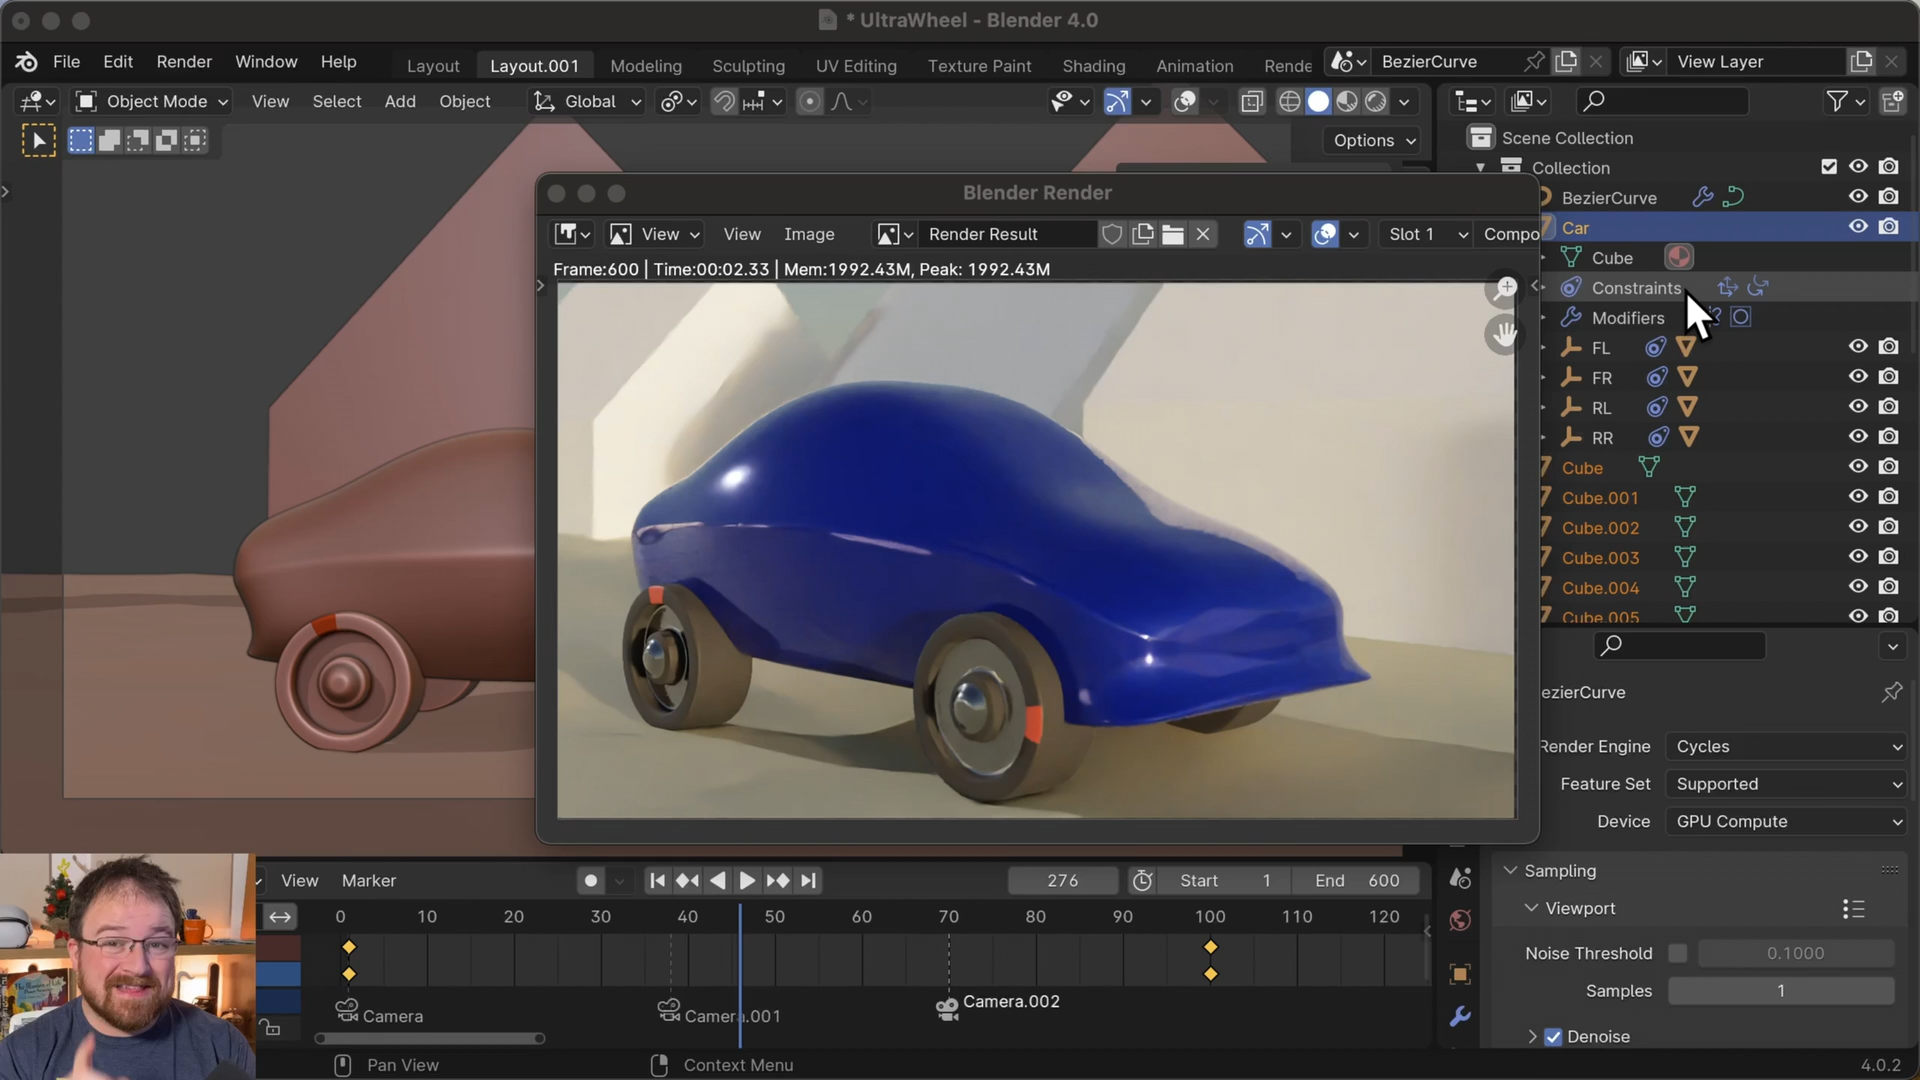 * UltraWheel - Blender 4.0
File Edit Render Window Help
Layout Layout.001 Modeling Sculpting UV Editing Texture Paint Shading Animation Rende
BezierCurve
View Layer
Object Mode View Select Add Object Global
Options
Scene Collection
Collection
BezierCurve
Car
Cube
Constraints
Modifiers
FL
FR
RL
RR
Cube
Cube.001
Cube.002
Cube.003
Cube.004
Cube.005
Blender Render
View View Image Render Result Slot 1 Compo
Frame:600 | Time:00:02.33 | Mem:1992.43M, Peak: 1992.43M
ezierCurve
Render Engine Cycles
Feature Set Supported
Device GPU Compute
Sampling
Viewport
Noise Threshold 0.1000
Samples 1
Denoise
View Marker 276 Start 1 End 600
0 10 20 30 40 50 60 70 80 90 100 110 120
Camera Camera.001 Camera.002
Pan View Context Menu 4.0.2